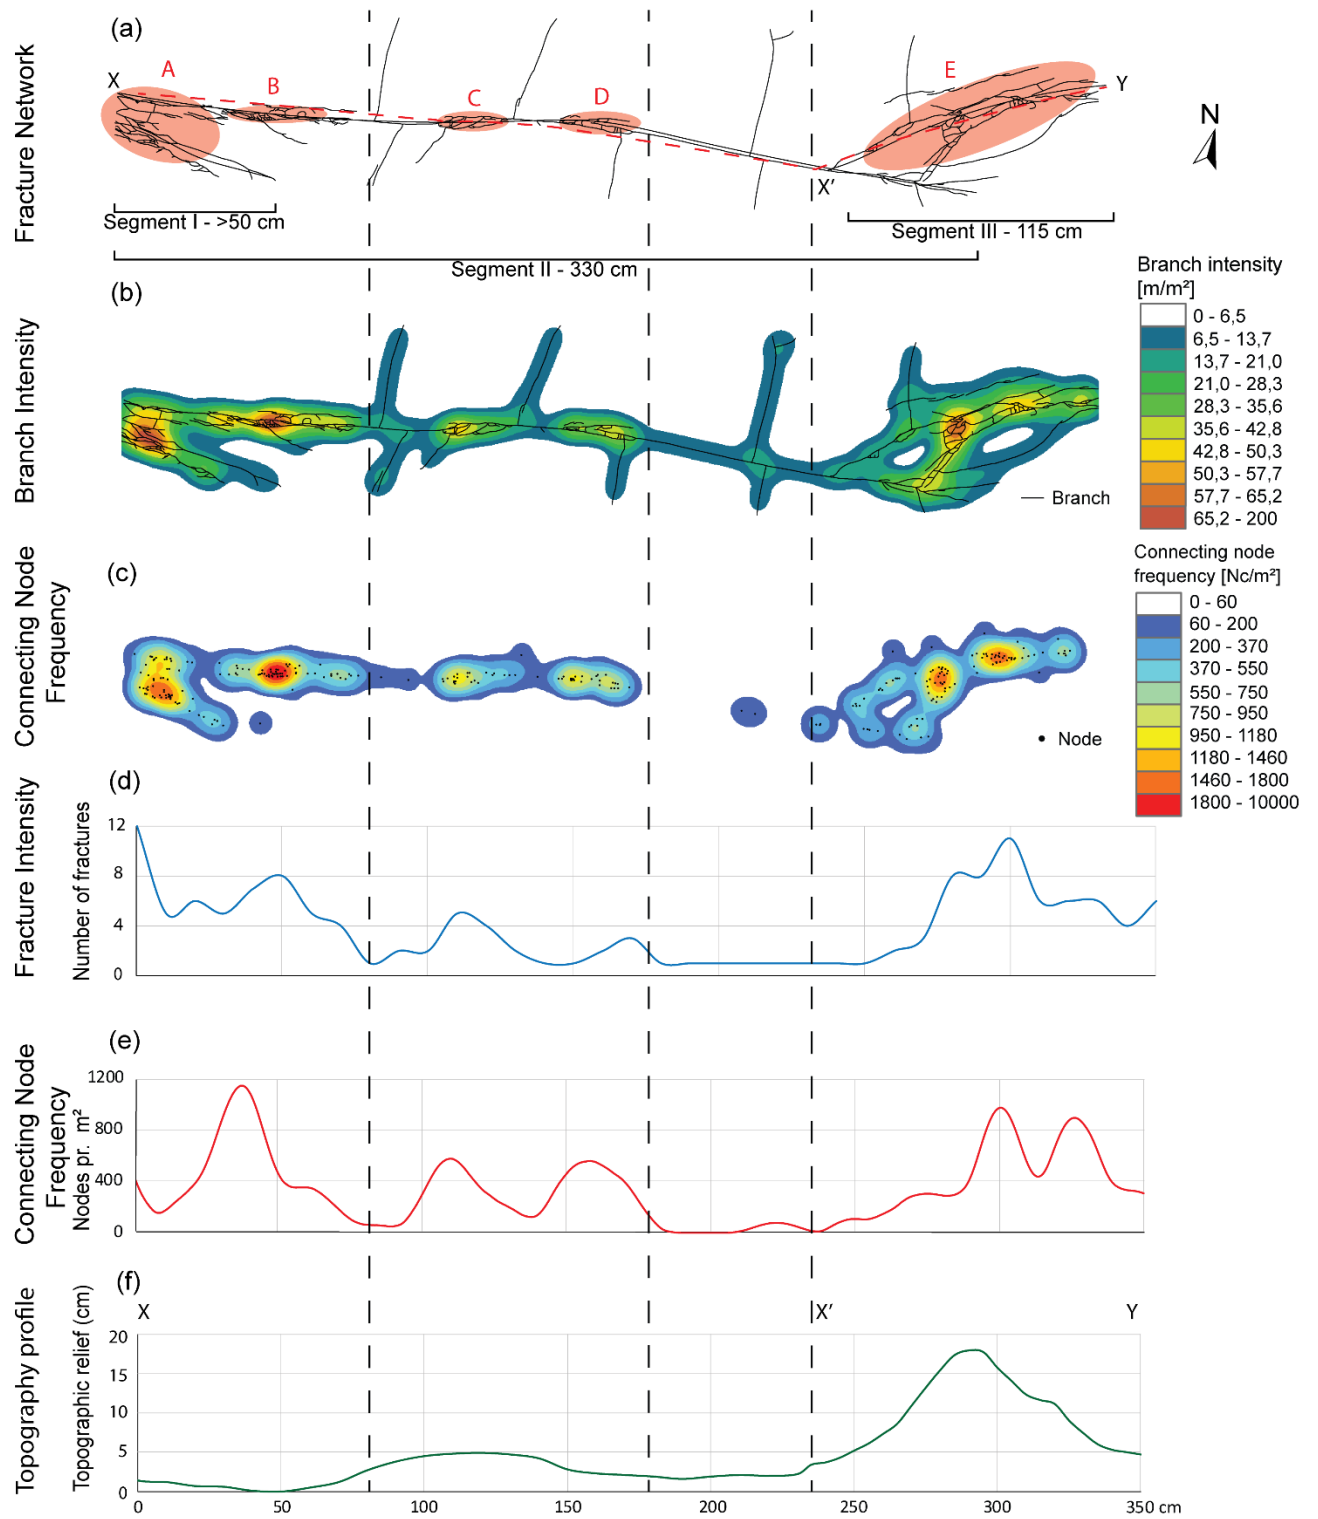 (a)
Fracture Network
X
A
B
C
D
E
Y
X'
N
Segment I - >50 cm
Segment III - 115 cm
Segment II - 330 cm
(b)
Branch Intensity
Branch
Branch intensity
[m/m²]
0 - 6,5
6,5 - 13,7
13,7 - 21,0
21,0 - 28,3
28,3 - 35,6
35,6 - 42,8
42,8 - 50,3
50,3 - 57,7
57,7 - 65,2
65,2 - 200
(c)
Connecting Node
Frequency
Node
Connecting node
frequency [Nc/m²]
0 - 60
60 - 200
200 - 370
370 - 550
550 - 750
750 - 950
950 - 1180
1180 - 1460
1460 - 1800
1800 - 10000
(d)
Fracture Intensity
Number of fractures
12
8
4
0
(e)
Connecting Node
Frequency
Nodes pr. m²
1200
800
400
0
(f)
Topography profile
Topographic relief (cm)
X
X'
Y
20
15
10
5
0
0
50
100
150
200
250
300
350 cm